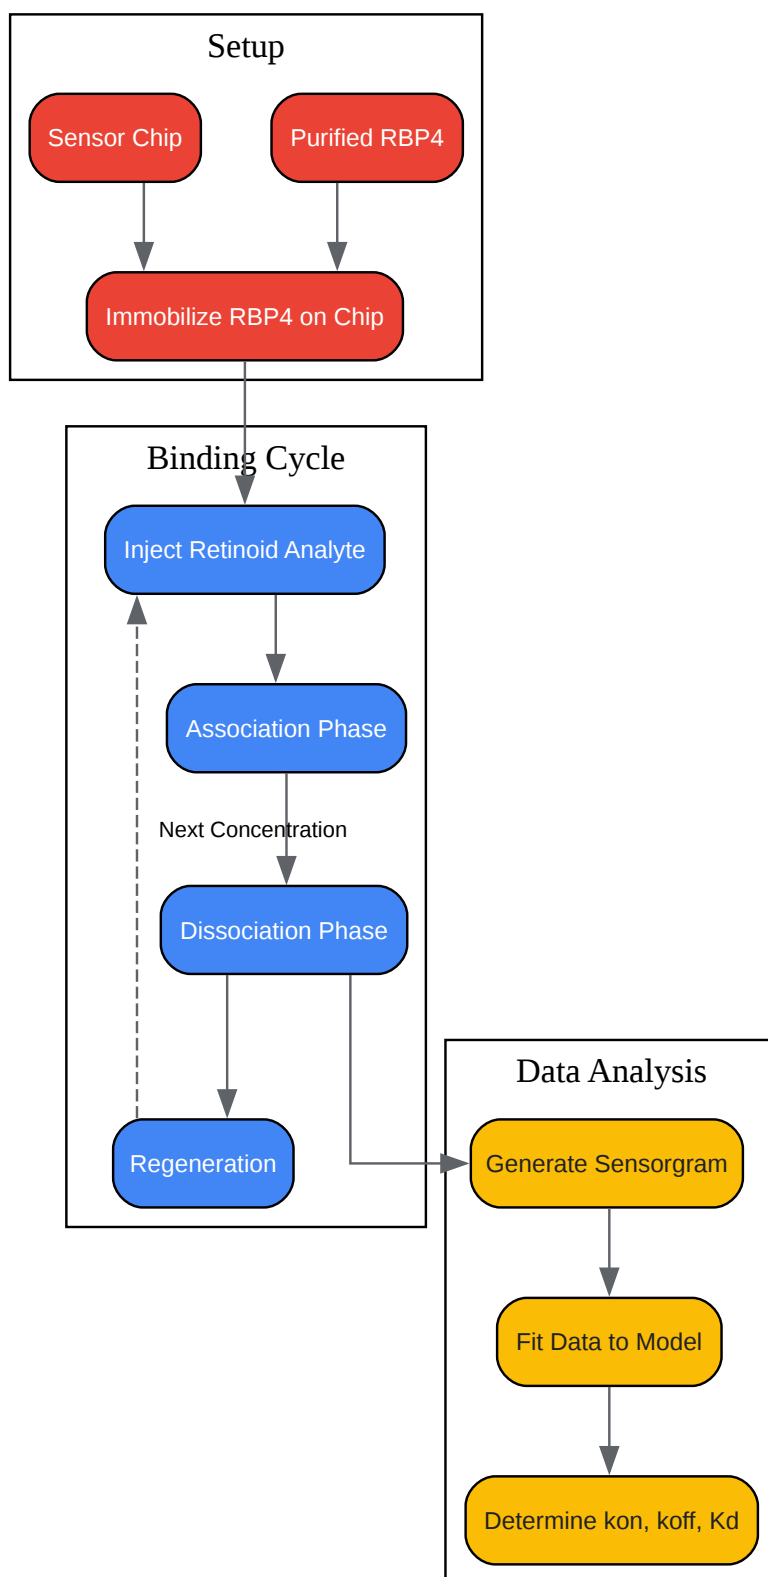 Setup
Sensor Chip
Purified RBP4
Immobilize RBP4 on Chip
Binding Cycle
Inject Retinoid Analyte
Association Phase
Next Concentration
Dissociation Phase
Regeneration
Data Analysis
Generate Sensorgram
Fit Data to Model
Determine kon, koff, Kd